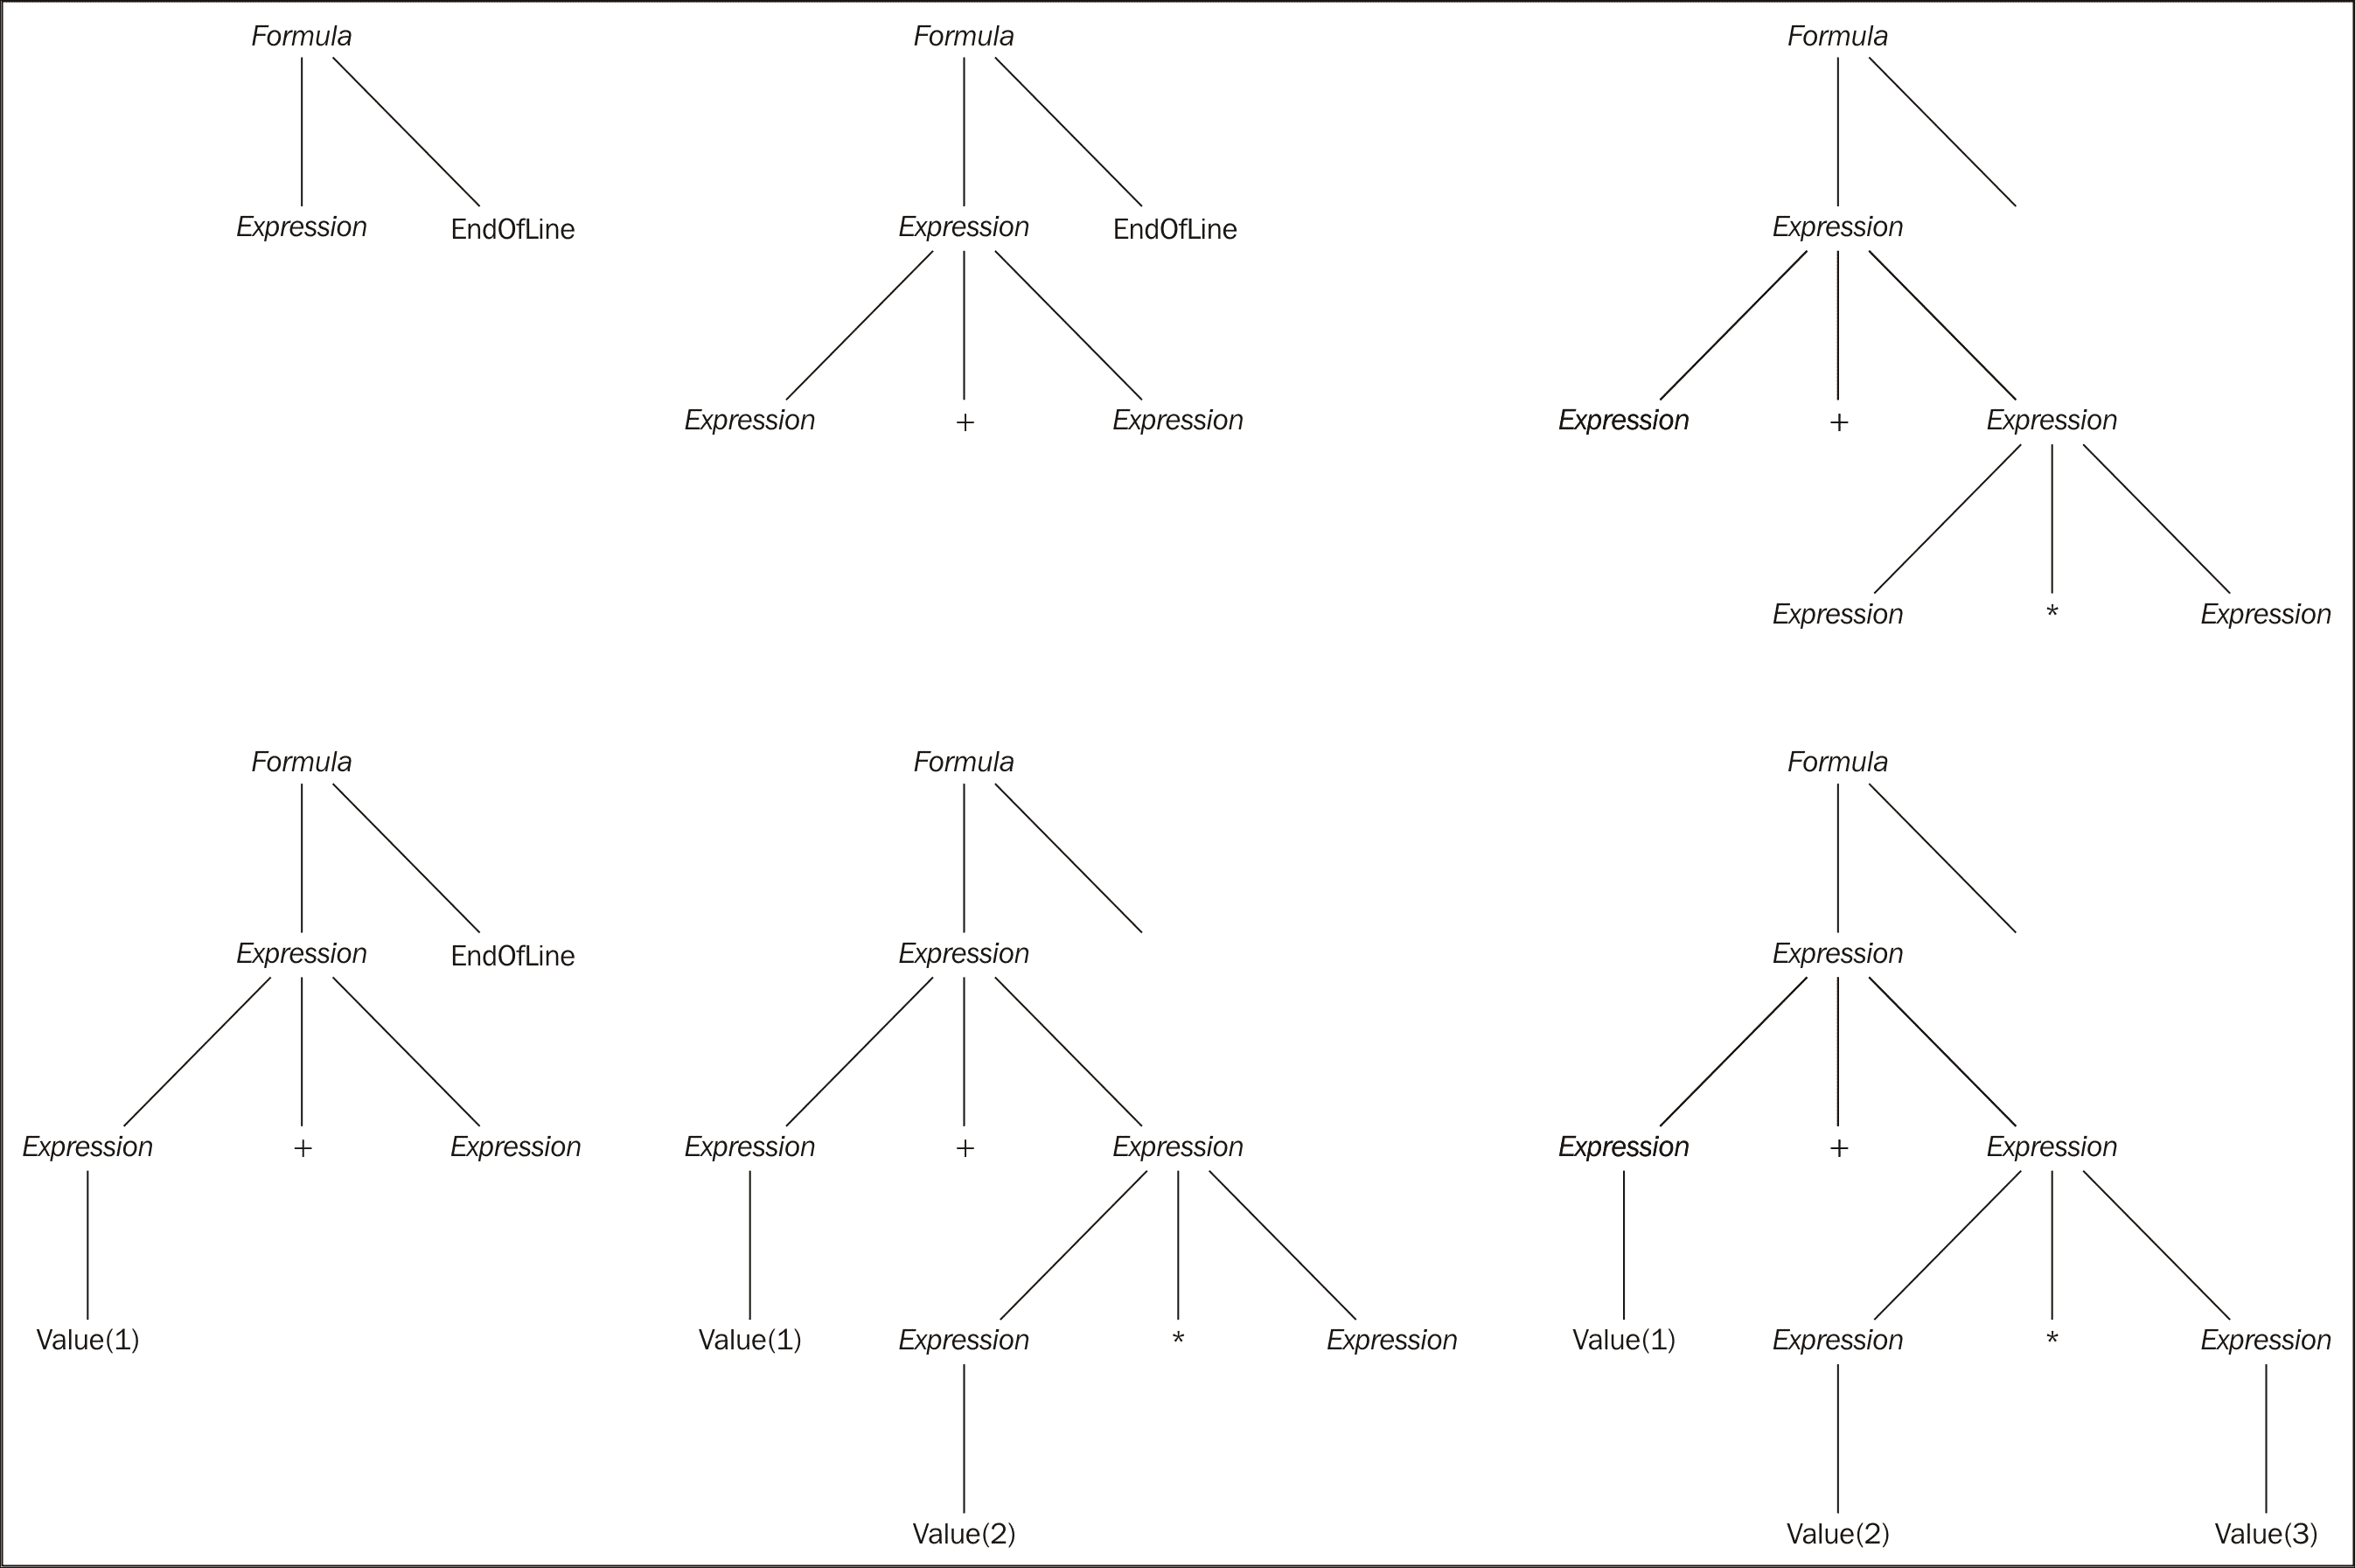 Formula Formula Formula
Expression EndOfLine Expression EndOfLine Expression
Expression + Expression Expression + Expression
Expression * Expression
Formula Formula Formula
Expression EndOfLine Expression Expression
Expression + Expression Expression + Expression Expression + Expression
Value(1) Value(1) Expression * Expression Value(1) Expression * Expression
Value(2) Value(2) Value(3)